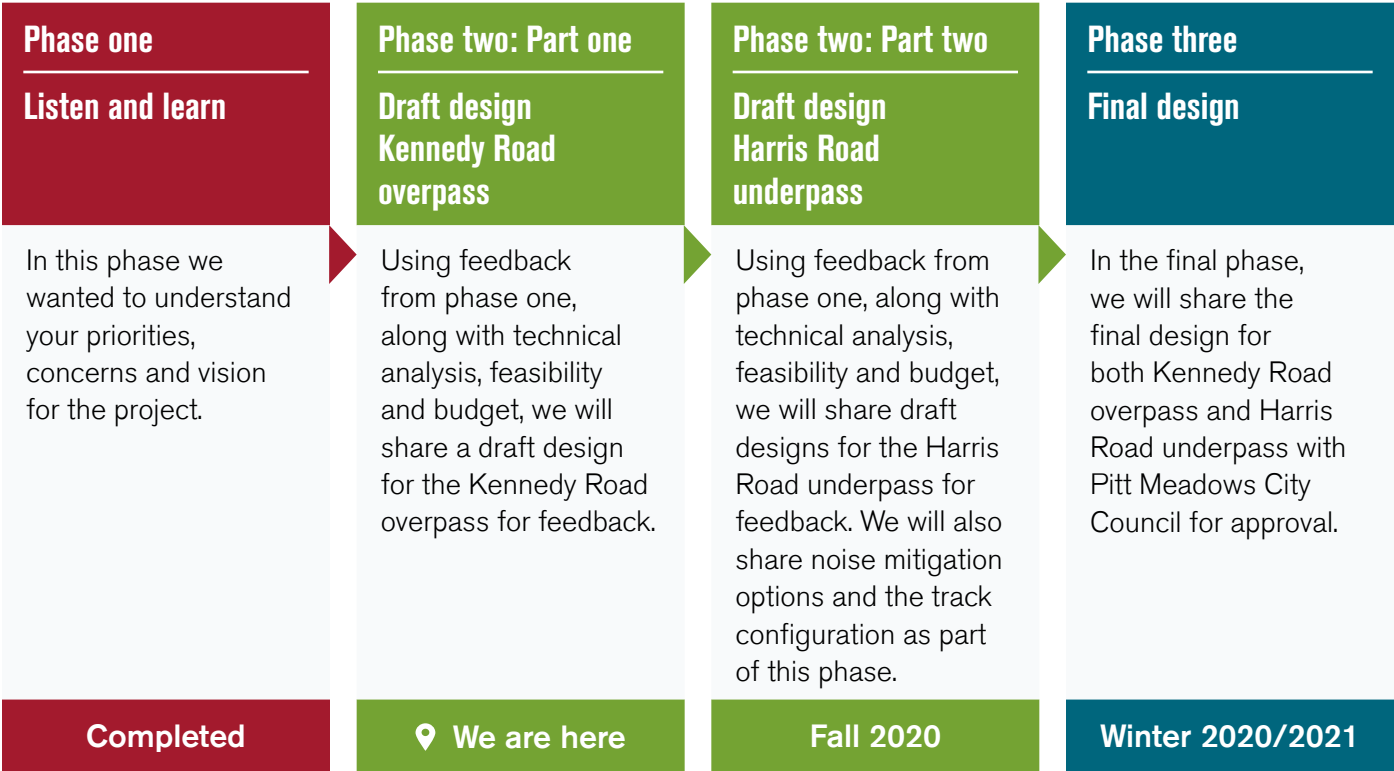 Phase one
Listen and learn
In this phase we
wanted to understand
your priorities,
concerns and vision
for the project.
Completed
Phase two: Part one
Draft design
Kennedy Road
overpass
Using feedback
from phase one,
along with technical
analysis, feasibility
and budget, we will
share a draft design
for the Kennedy Road
overpass for feedback.
We are here
Phase two: Part two
Draft design
Harris Road
underpass
Using feedback from
phase one, along with
technical analysis,
feasibility and budget,
we will share draft
designs for the Harris
Road underpass for
feedback. We will also
share noise mitigation
options and the track
configuration as part
of this phase.
Fall 2020
Phase three
Final design
In the final phase,
we will share the
final design for
both Kennedy Road
overpass and Harris
Road underpass with
Pitt Meadows City
Council for approval.
Winter 2020/2021